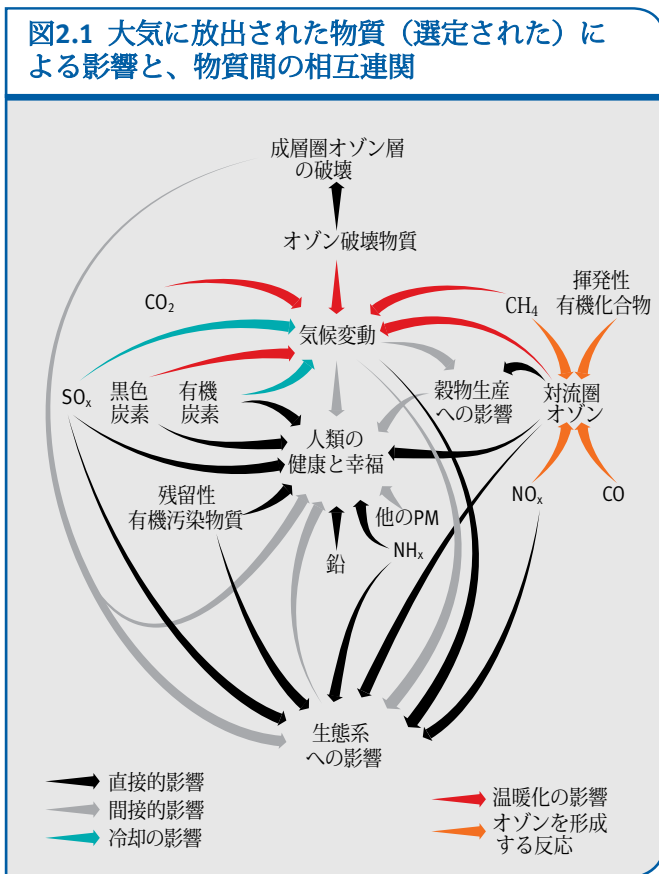 図2.1 大気に放出された物質（選定された）に
よる影響と、物質間の相互連関
成層圏オゾン層
の破壊
オゾン破壊物質
CO₂
CH₄
揮発性
有機化合物
気候変動
SOₓ
黒色
炭素
有機
炭素
穀物生産
への影響
対流圏
オゾン
人類の
健康と幸福
残留性
有機汚染物質
他のPM
NOₓ
CO
鉛
NHₓ
生態系
への影響
直接的影響
間接的影響
冷却の影響
温暖化の影響
オゾンを形成
する反応